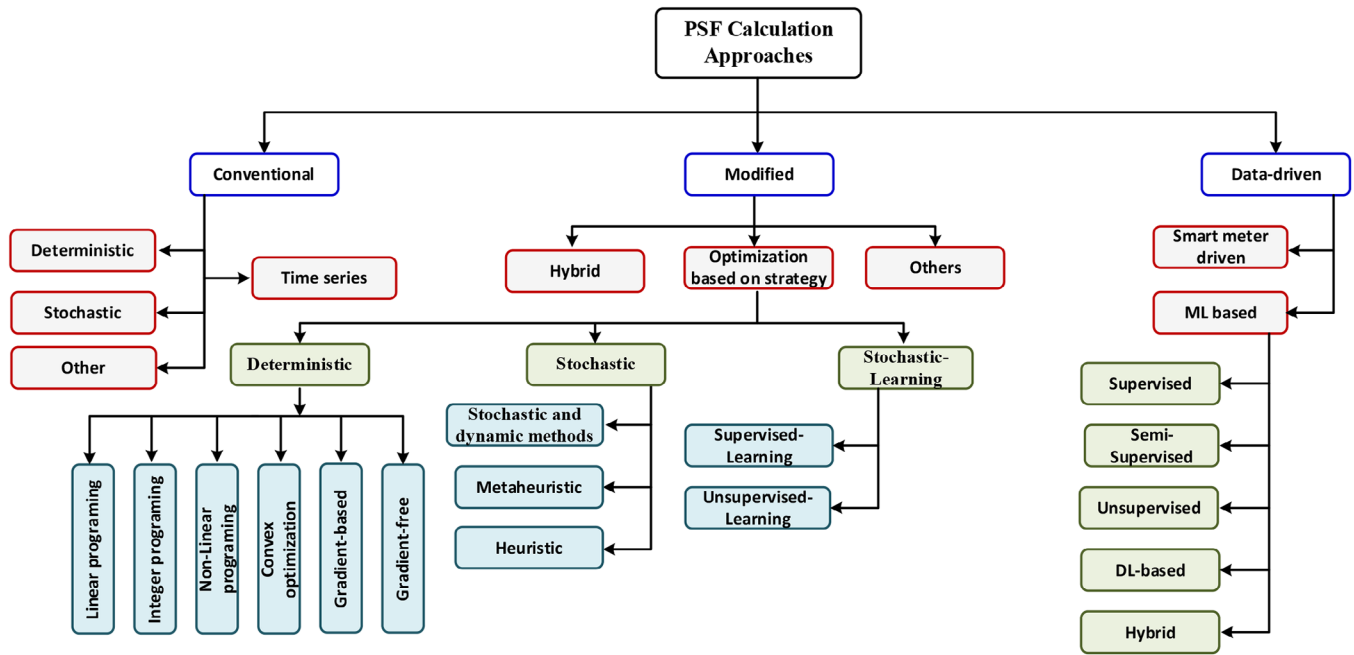 PSF Calculation
Approaches
Conventional
Modified
Data-driven
Deterministic
Time series
Stochastic
Other
Hybrid
Optimization
based on strategy
Others
Smart meter
driven
ML based
Deterministic
Stochastic
Stochastic-
Learning
Linear programing
Integer programing
Non-Linear
programing
Convex
optimization
Gradient-based
Gradient-free
Stochastic and
dynamic methods
Metaheuristic
Heuristic
Supervised-
Learning
Unsupervised-
Learning
Supervised
Semi-
Supervised
Unsupervised
DL-based
Hybrid